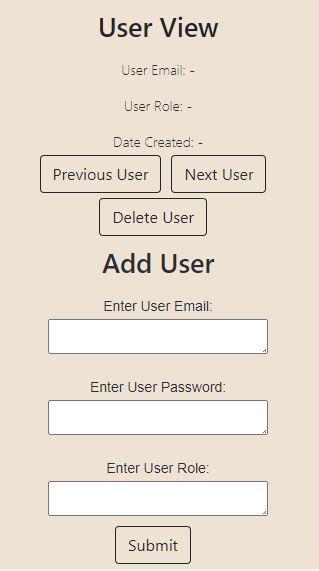 User View
User Email: -
User Role: -
Date Created: -
Previous User Next User
Delete User
Add User
Enter User Email:
Enter User Password:
Enter User Role:
Submit